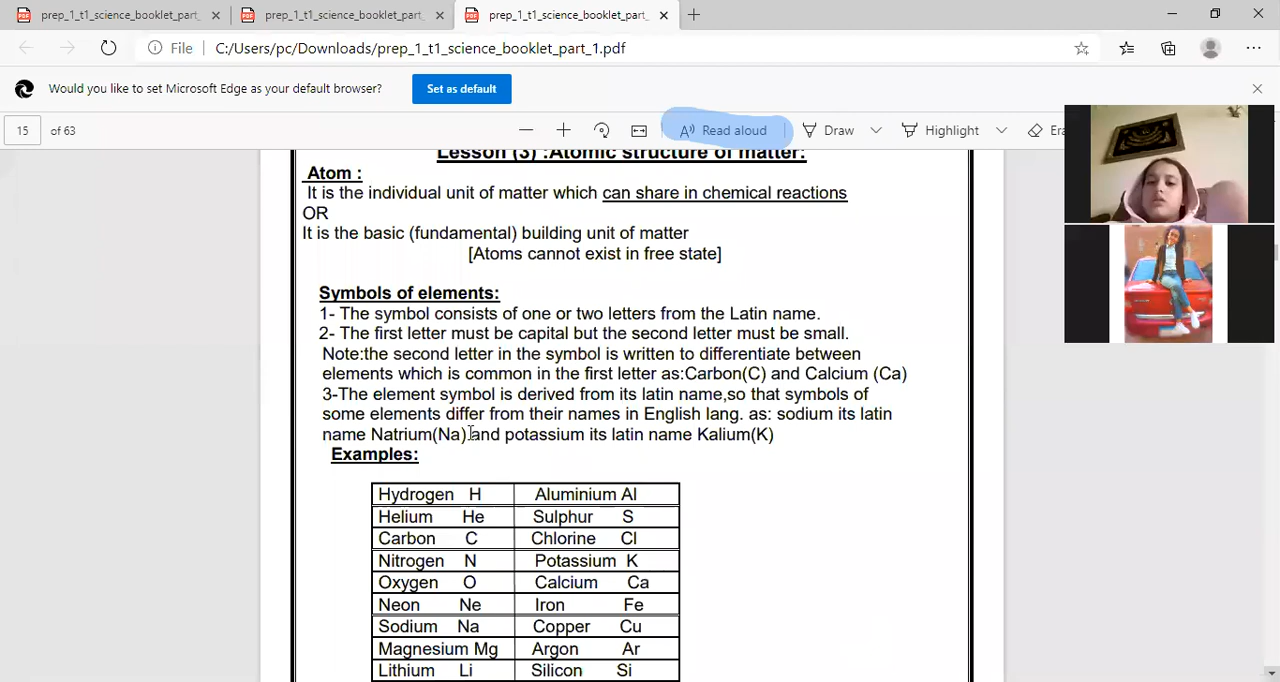 prep_1_t1_science_booklet_part_
prep_1_t1_science_booklet_part_
prep_1_t1_science_booklet_part_
File C:/Users/pc/Downloads/prep_1_t1_science_booklet_part_1.pdf
Would you like to set Microsoft Edge as your default browser? Set as default
15 of 63 Read aloud Draw Highlight Era
Lesson (3) :Atomic structure of matter:
Atom :
It is the individual unit of matter which can share in chemical reactions
OR
It is the basic (fundamental) building unit of matter
[Atoms cannot exist in free state]
Symbols of elements:
1- The symbol consists of one or two letters from the Latin name.
2- The first letter must be capital but the second letter must be small.
Note:the second letter in the symbol is written to differentiate between
elements which is common in the first letter as:Carbon(C) and Calcium (Ca)
3-The element symbol is derived from its latin name,so that symbols of
some elements differ from their names in English lang. as: sodium its latin
name Natrium(Na) and potassium its latin name Kalium(K)
Examples:
Hydrogen H Aluminium Al
Helium He Sulphur S
Carbon C Chlorine Cl
Nitrogen N Potassium K
Oxygen O Calcium Ca
Neon Ne Iron Fe
Sodium Na Copper Cu
Magnesium Mg Argon Ar
Lithium Li Silicon Si